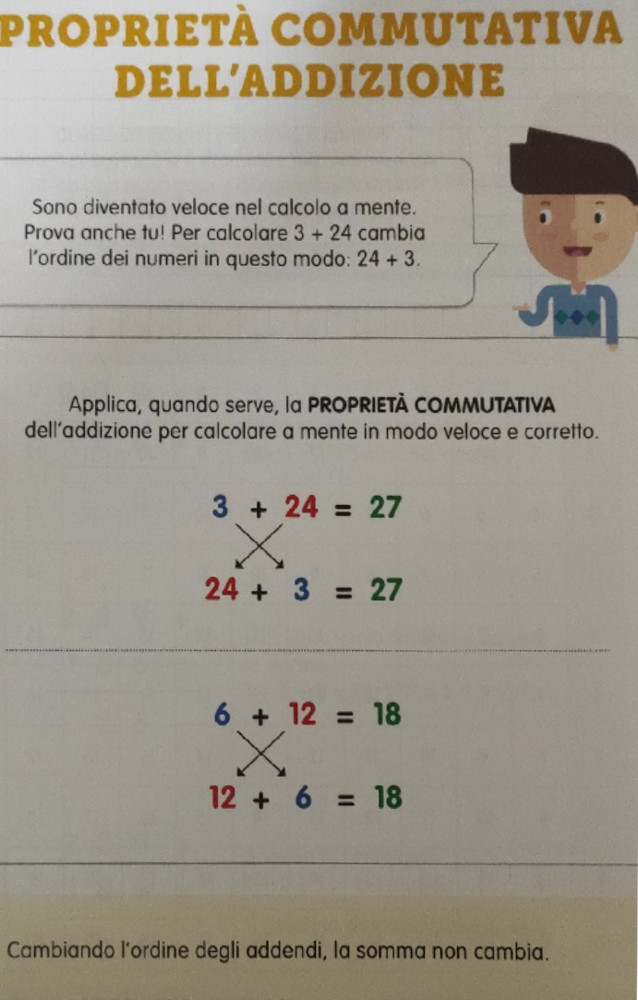 PROPRIETÀ COMMUTATIVA
DELL'ADDIZIONE
Sono diventato veloce nel calcolo a mente.
Prova anche tu! Per calcolare 3 + 24 cambia
l'ordine dei numeri in questo modo: 24 + 3.
Applica, quando serve, la PROPRIETÀ COMMUTATIVA
dell'addizione per calcolare a mente in modo veloce e corretto.
3 + 24 = 27
24 + 3 = 27
6 + 12 = 18
12 + 6 = 18
Cambiando l'ordine degli addendi, la somma non cambia.